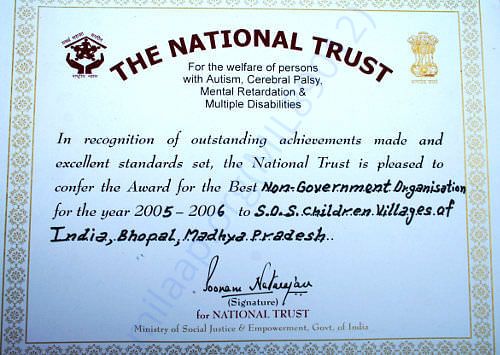 THE NATIONAL TRUST
For the welfare of persons
with Autism, Cerebral Palsy,
Mental Retardation &
Multiple Disabilities
In recognition of outstanding achievements made and
excellent standards set, the National Trust is pleased to
confer the Award for the Best Non-Government Organisation
for the year 2005 - 2006 to S.O.S. Children Villages of
India, Bhopal, Madhya Pradesh.
Poonam Natarajan
(Signature)
for NATIONAL TRUST
Ministry of Social Justice & Empowerment, Govt. of India